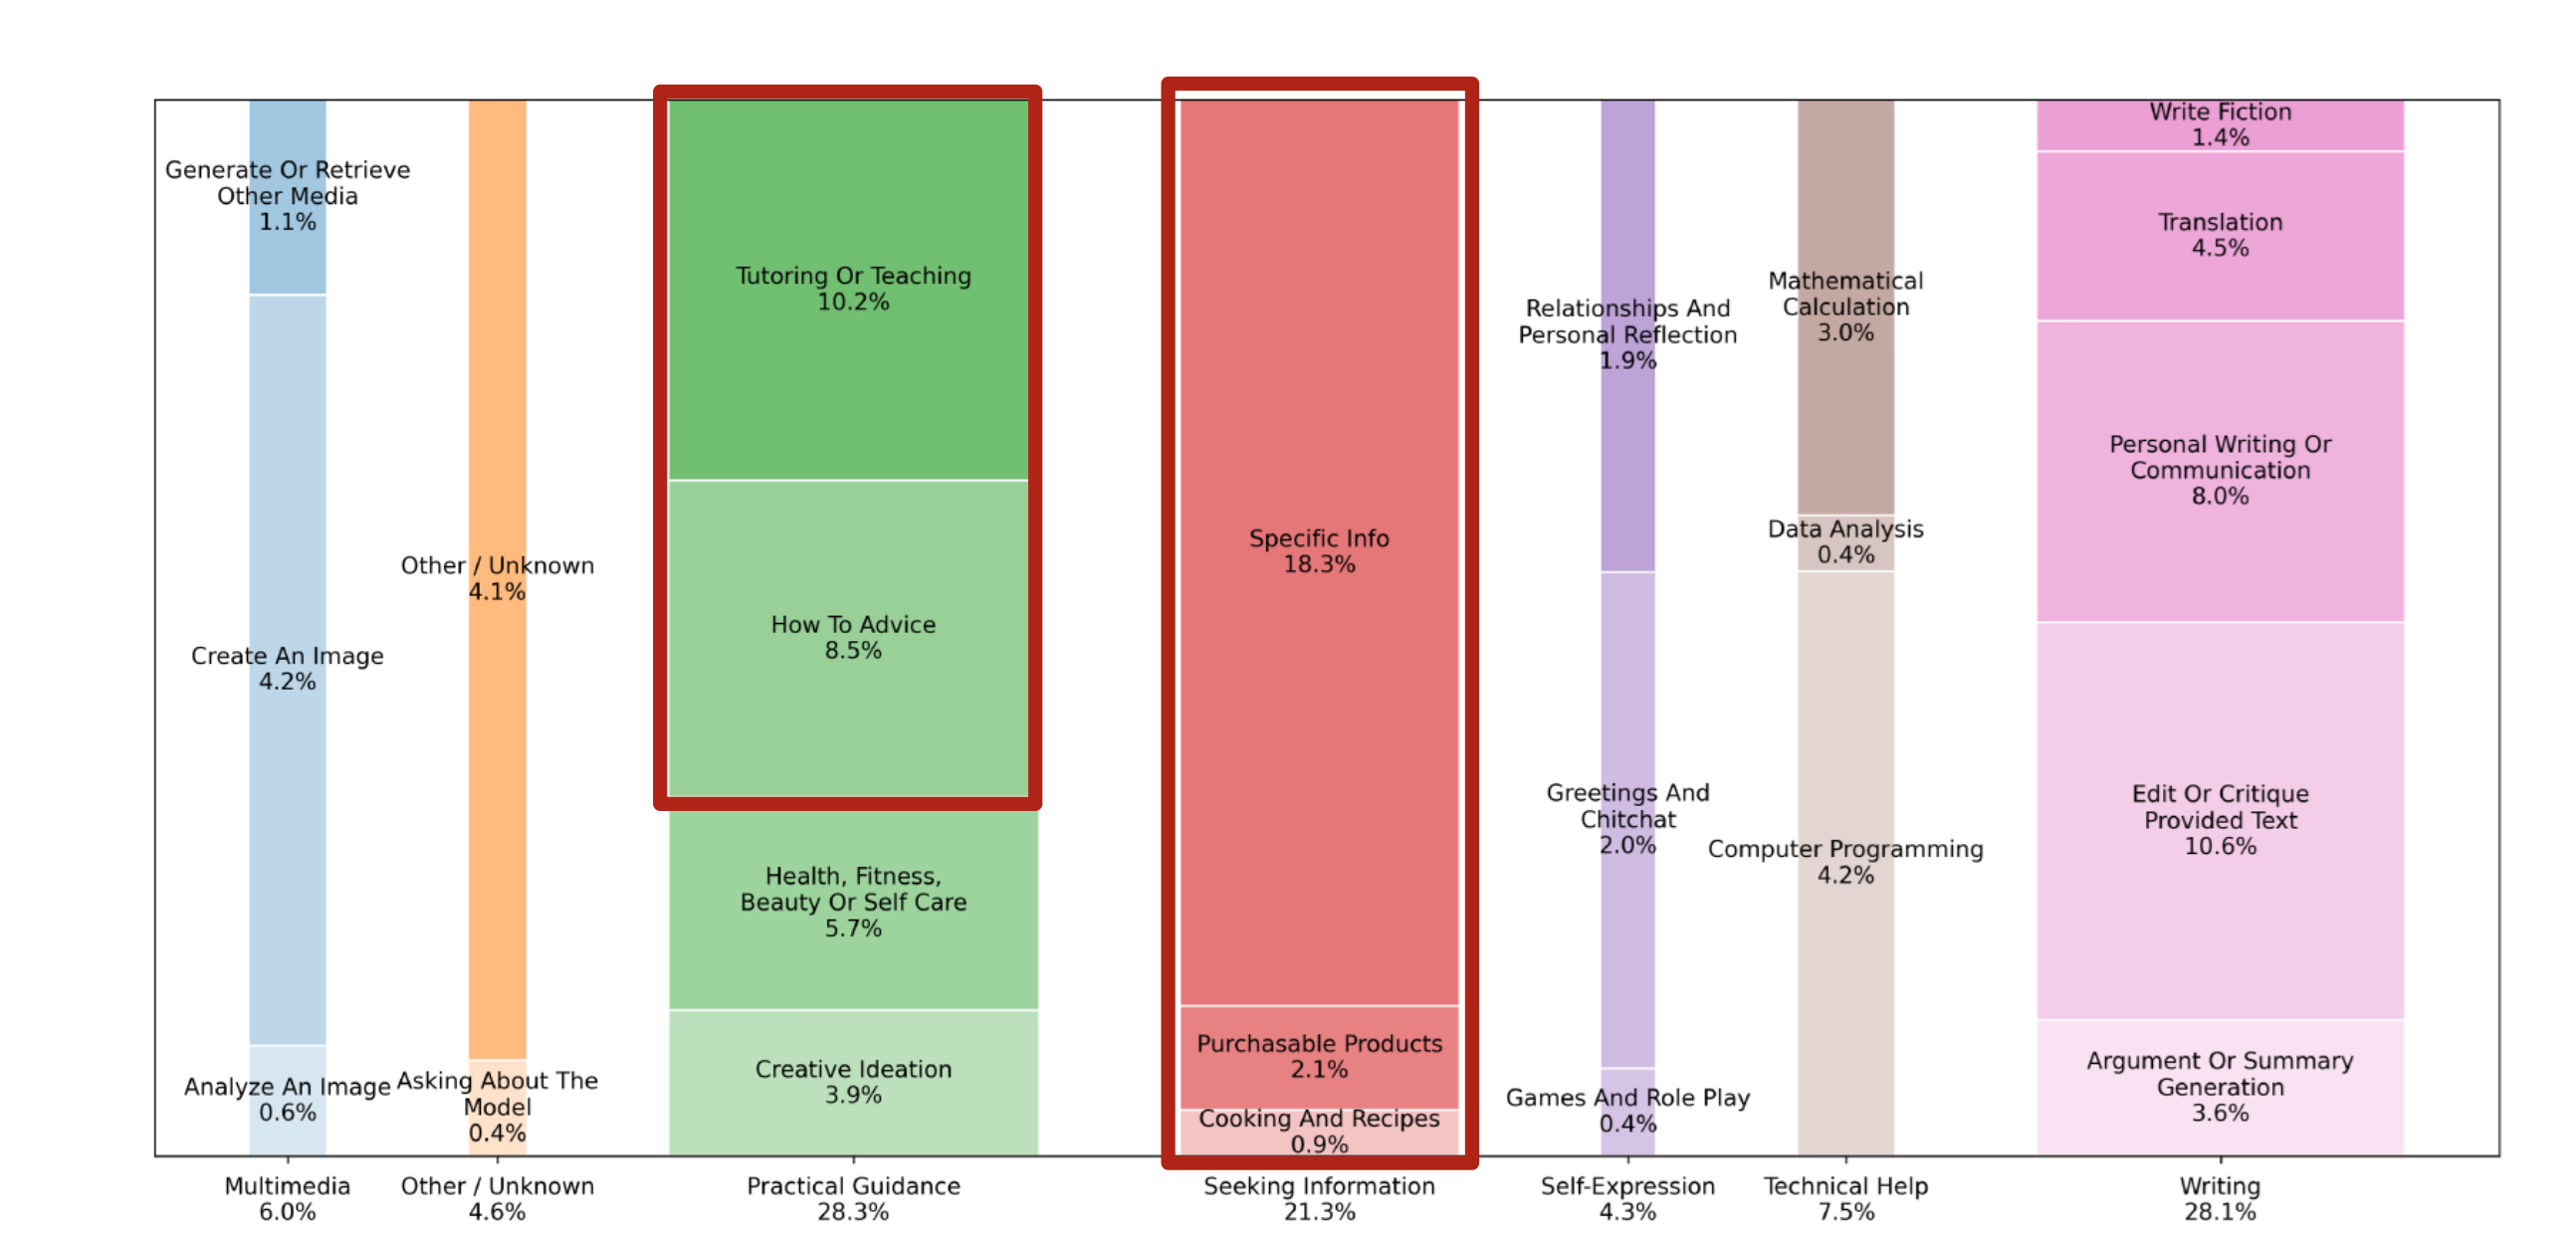 Generate Or Retrieve
Other Media
1.1%
Create An Image
4.2%
Analyze An Image
0.6%
Other / Unknown
4.1%
Asking About The
Model
0.4%
Tutoring Or Teaching
10.2%
How To Advice
8.5%
Health, Fitness,
Beauty Or Self Care
5.7%
Creative Ideation
3.9%
Specific Info
18.3%
Purchasable Products
2.1%
Cooking And Recipes
0.9%
Relationships And
Personal Reflection
1.9%
Greetings And
Chitchat
2.0%
Games And Role Play
0.4%
Mathematical
Calculation
3.0%
Data Analysis
0.4%
Computer Programming
4.2%
Write Fiction
1.4%
Translation
4.5%
Personal Writing Or
Communication
8.0%
Edit Or Critique
Provided Text
10.6%
Argument Or Summary
Generation
3.6%
Multimedia
6.0%
Other / Unknown
4.6%
Practical Guidance
28.3%
Seeking Information
21.3%
Self-Expression
4.3%
Technical Help
7.5%
Writing
28.1%